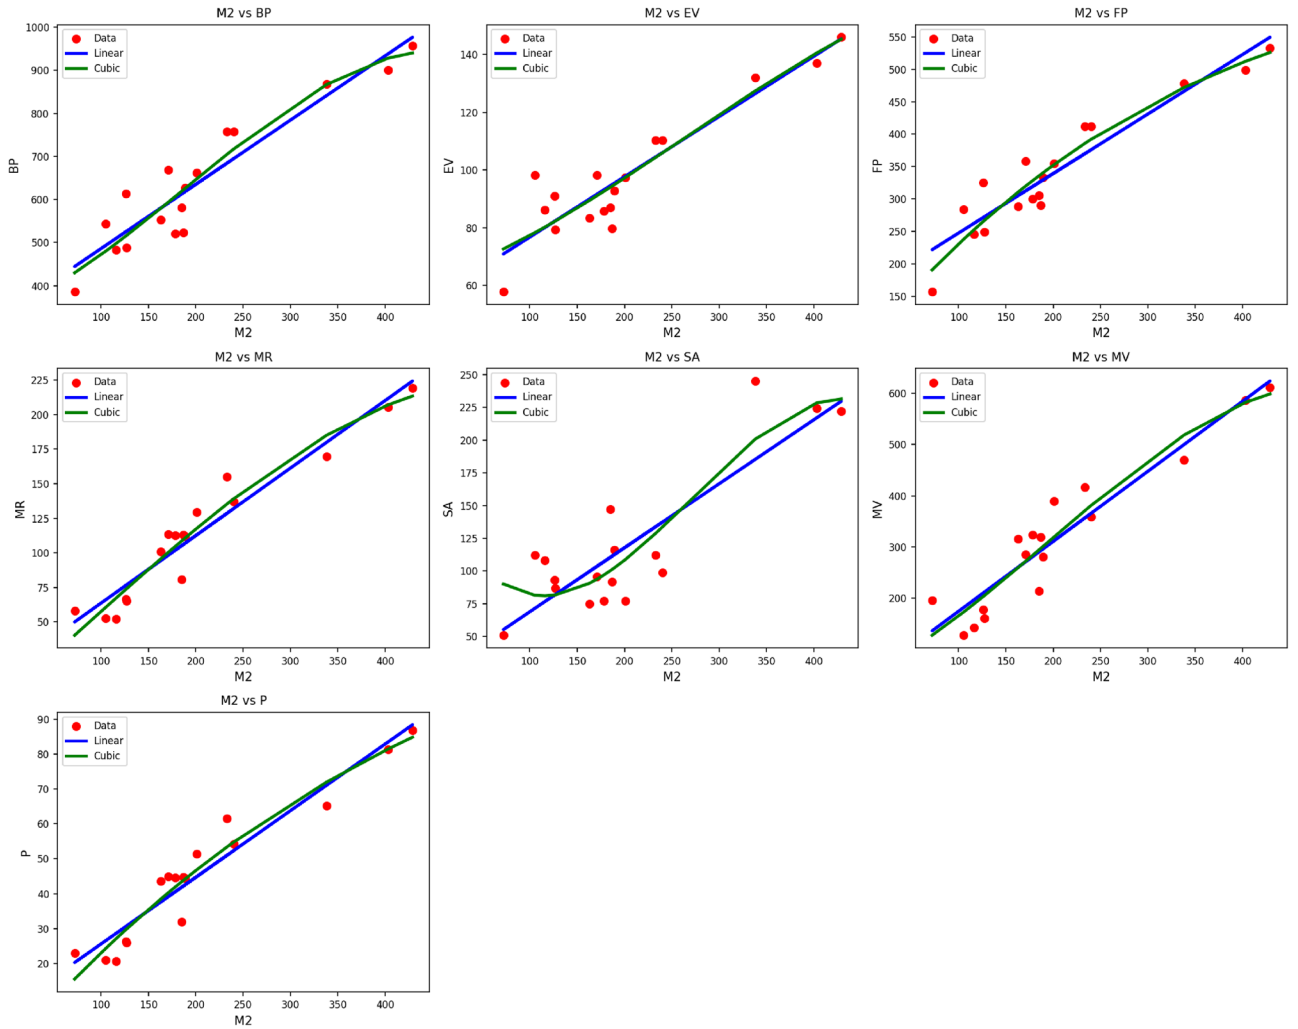 M2 vs BP
Data
Linear
Cubic
1000
900
800
700
600
500
400
BP
100 150 200 250 300 350 400
M2
M2 vs EV
Data
Linear
Cubic
140
120
100
80
60
EV
100 150 200 250 300 350 400
M2
M2 vs FP
Data
Linear
Cubic
550
500
450
400
350
300
250
200
150
FP
100 150 200 250 300 350 400
M2
M2 vs MR
Data
Linear
Cubic
225
200
175
150
125
100
75
50
MR
100 150 200 250 300 350 400
M2
M2 vs SA
Data
Linear
Cubic
250
225
200
175
150
125
100
75
50
SA
100 150 200 250 300 350 400
M2
M2 vs MV
Data
Linear
Cubic
600
500
400
300
200
MV
100 150 200 250 300 350 400
M2
M2 vs P
Data
Linear
Cubic
90
80
70
60
50
40
30
20
P
100 150 200 250 300 350 400
M2